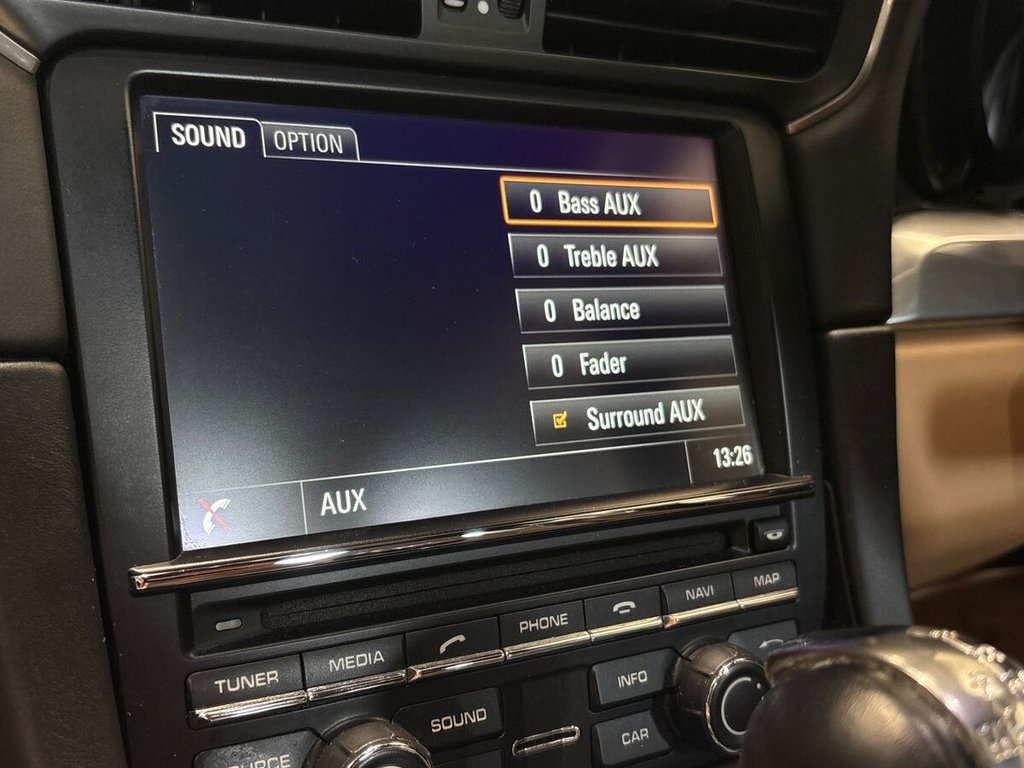 SOUND OPTION
0 Bass AUX
0 Treble AUX
0 Balance
0 Fader
Surround AUX
13:26
AUX
TUNER MEDIA PHONE NAVI MAP
SOUND INFO
SOURCE CAR